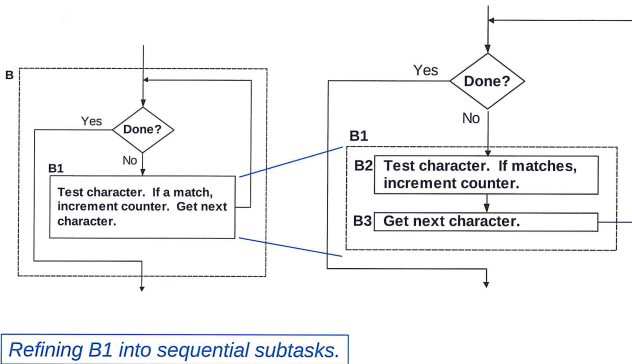 B
Yes
Done?
No
B1
Test character. If a match,
increment counter. Get next
character.
Yes
Done?
No
B1
B2
Test character. If matches,
increment counter.
B3
Get next character.
Refining B1 into sequential subtasks.